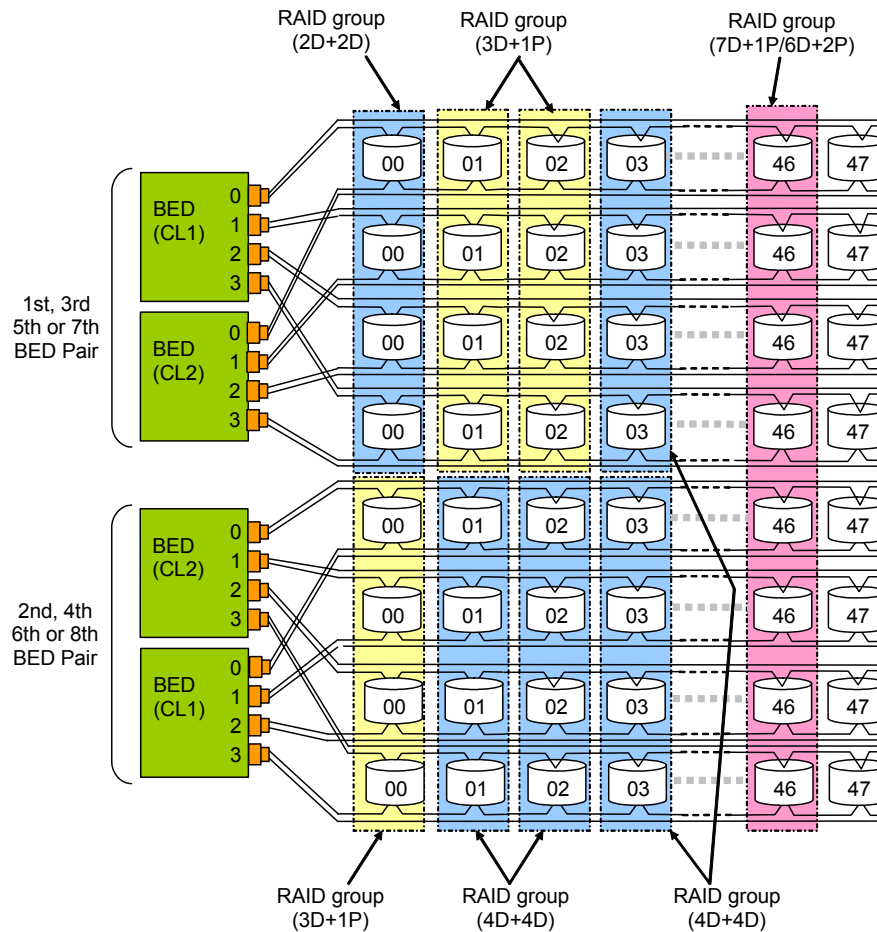 RAID group
(2D+2D)
RAID group
(3D+1P)
RAID group
(7D+1P/6D+2P)
00 01 02 03 46 47
BED
(CL1)
0
1
2
3
00 01 02 03 46 47
1st, 3rd
5th or 7th
BED Pair
BED
(CL2)
0
1
2
3
00 01 02 03 46 47
00 01 02 03 46 47
00 01 02 03 46 47
BED
(CL2)
0
1
2
3
00 01 02 03 46 47
2nd, 4th
6th or 8th
BED Pair
BED
(CL1)
0
1
2
3
00 01 02 03 46 47
00 01 02 03 46 47
RAID group
(3D+1P)
RAID group
(4D+4D)
RAID group
(4D+4D)